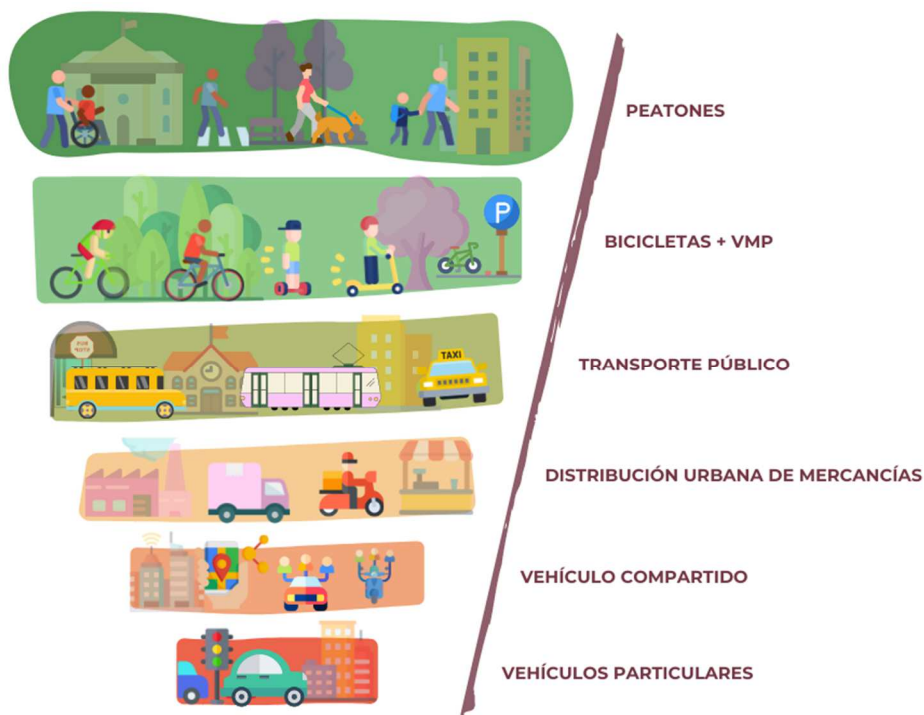 PEATONES
BICICLETAS + VMP
P
TRANSPORTE PÚBLICO
TAXI
DISTRIBUCIÓN URBANA DE MERCANCÍAS
VEHÍCULO COMPARTIDO
VEHÍCULOS PARTICULARES